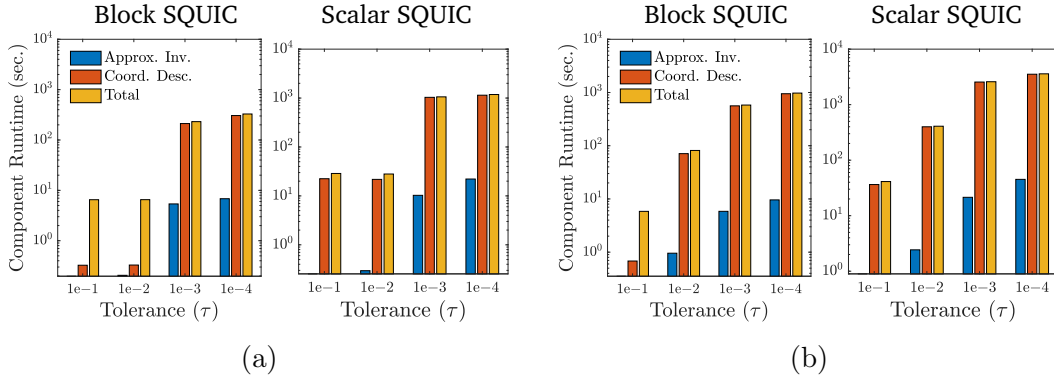 Block SQUIC
Scalar SQUIC
Block SQUIC
Scalar SQUIC
Component Runtime (sec.)
10^4
10^3
10^2
10^1
10^0
Approx. Inv.
Coord. Desc.
Total
1e−1 1e−2 1e−3 1e−4
Tolerance (τ)
10^4
10^3
10^2
10^1
10^0
1e−1 1e−2 1e−3 1e−4
Tolerance (τ)
(a)
Component Runtime (sec.)
10^4
10^3
10^2
10^1
10^0
Approx. Inv.
Coord. Desc.
Total
1e−1 1e−2 1e−3 1e−4
Tolerance (τ)
10^4
10^3
10^2
10^1
10^0
1e−1 1e−2 1e−3 1e−4
Tolerance (τ)
(b)